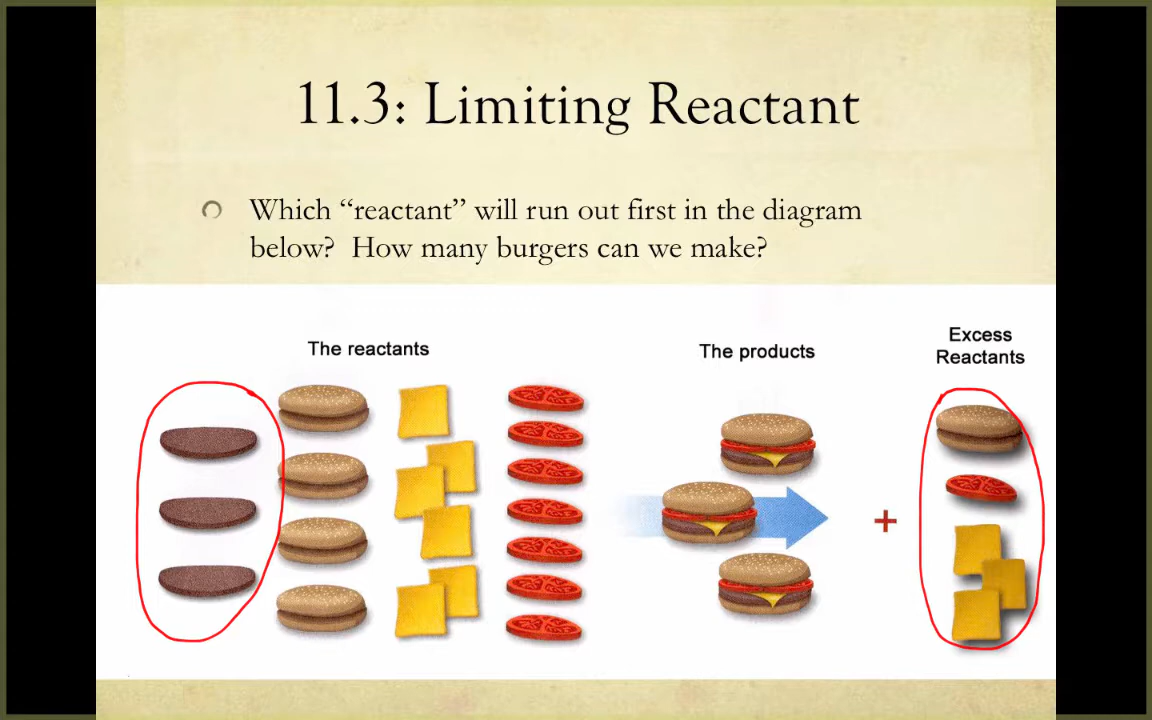 11.3: Limiting Reactant
Which “reactant” will run out first in the diagram
below? How many burgers can we make?
The reactants
The products
Excess
Reactants
+